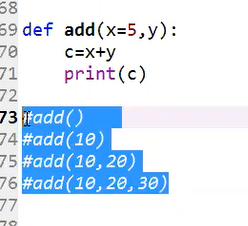 68
69 def add(x=5,y):
70     c=x+y
71     print(c)
72
73 #add()
74 #add(10)
75 #add(10,20)
76 #add(10,20,30)